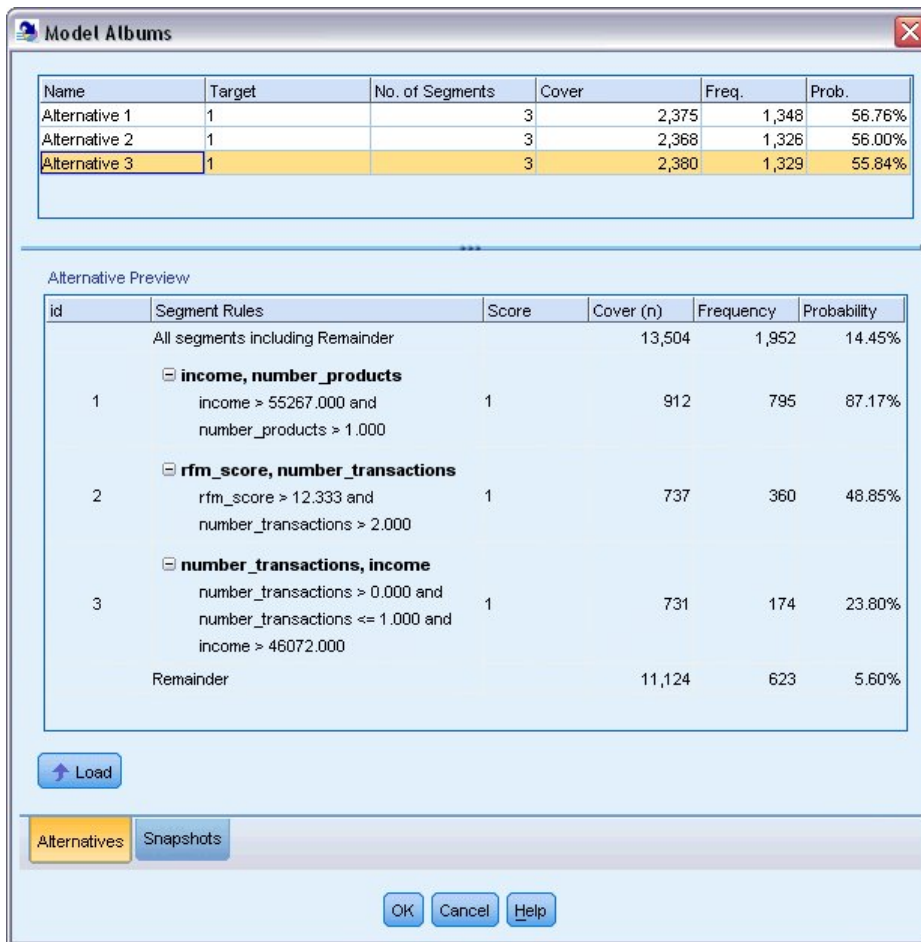 Model Albums
Name Target No. of Segments Cover Freq. Prob.
Alternative 1 1 3 2,375 1,348 56.76%
Alternative 2 1 3 2,368 1,326 56.00%
Alternative 3 1 3 2,380 1,329 55.84%
Alternative Preview
id Segment Rules Score Cover (n) Frequency Probability
All segments including Remainder 13,504 1,952 14.45%
income, number_products
income > 55267.000 and
1 1 912 795 87.17%
number_products > 1.000
rfm_score, number_transactions
rfm_score > 12.333 and
2 1 737 360 48.85%
number_transactions > 2.000
number_transactions, income
number_transactions > 0.000 and
3 number_transactions <= 1.000 and 1 731 174 23.80%
income > 46072.000
Remainder 11,124 623 5.60%
Load
Alternatives Snapshots
OK Cancel Help